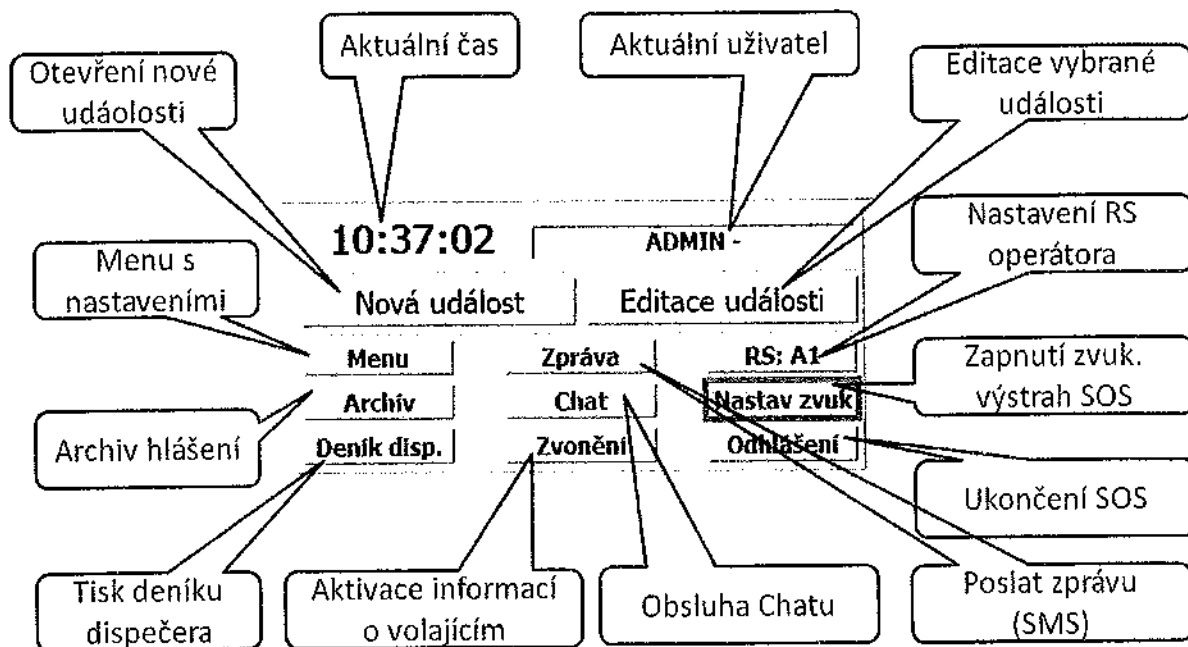 Aktuální čas
Aktuální uživatel
Otevření nové
udáolosti
Editace vybrané
události
10:37:02
ADMIN -
Nastavení RS
operátora
Menu s
nastaveními
Nová událost
Editace události
Menu
Zpráva
RS: A1
Zapnutí zvuk.
výstrah SOS
Archiv
Chat
Nastav zvuk
Archiv hlášení
Deník disp.
Zvonění
Odhlášení
Ukončení SOS
Tisk deníku
dispečera
Aktivace informací
o volajícím
Obsluha Chatu
Poslat zprávu
(SMS)